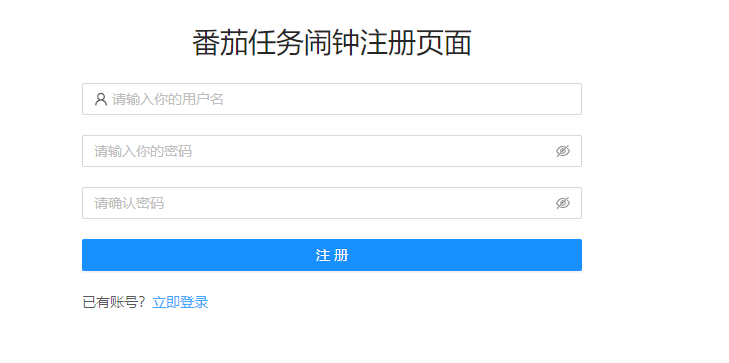 番茄任务闹钟注册页面
请输入你的用户名
请输入你的密码
请确认密码
注 册
已有账号？立即登录